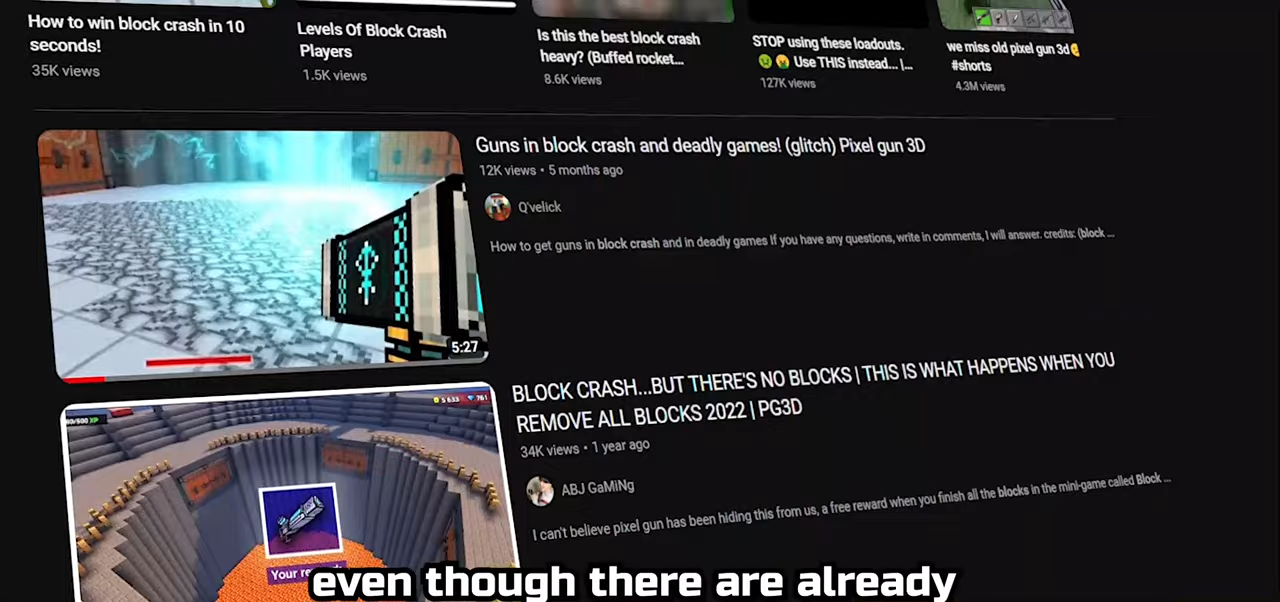 How to win block crash in 10
seconds!
35K views
Levels Of Block Crash
Players
1.5K views
Is this the best block crash
heavy? (Buffed rocket...
8.6K views
STOP using these loadouts.
🤢 🤮 Use THIS instead... |...
127K views
we miss old pixel gun 3d
#shorts
4.3M views
Guns in block crash and deadly games! (glitch) Pixel gun 3D
12K views • 5 months ago
Q'velick
How to get guns in block crash and in deadly games If you have any questions, write in comments, I will answer. credits: (block ...
5:27
BLOCK CRASH...BUT THERE'S NO BLOCKS | THIS IS WHAT HAPPENS WHEN YOU
REMOVE ALL BLOCKS 2022 | PG3D
34K views • 1 year ago
ABJ GaMiNg
I can't believe pixel gun has been hiding this from us, a free reward when you finish all the blocks in the mini-game called Block ...
5 633
761
Your
even though there are already